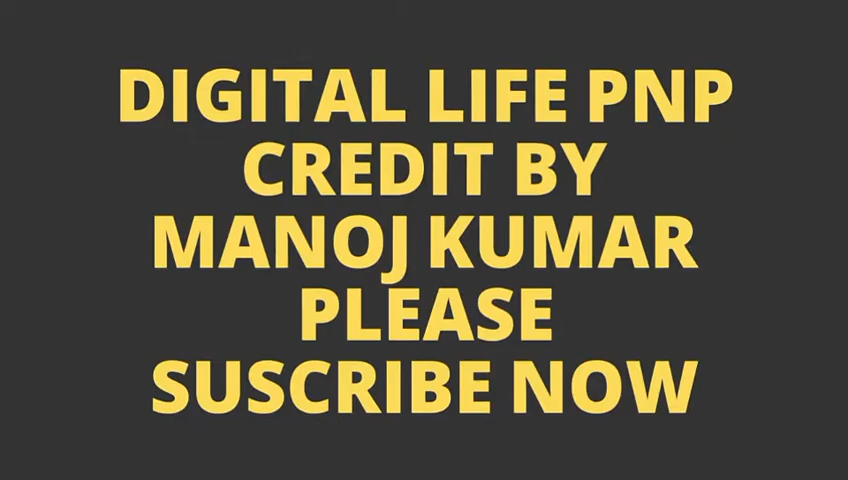 DIGITAL LIFE PNP
CREDIT BY
MANOJ KUMAR
PLEASE
SUSCRIBE NOW